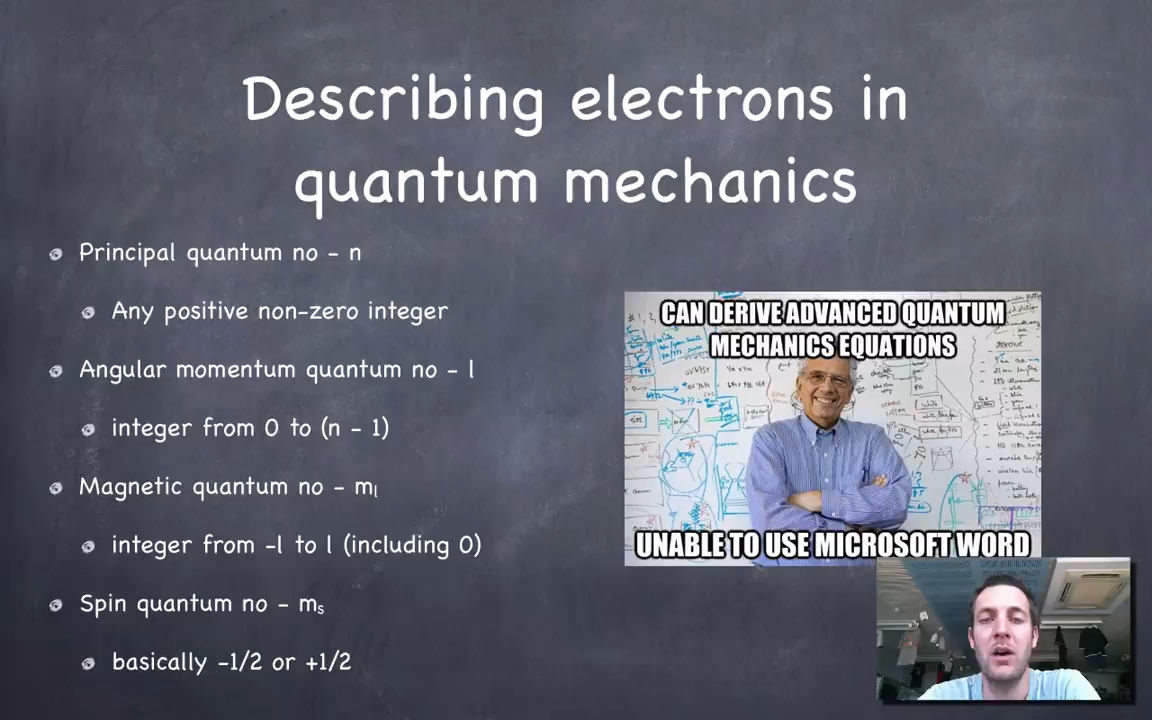 Describing electrons in
quantum mechanics
Principal quantum no - n
Any positive non-zero integer
Angular momentum quantum no - l
integer from 0 to (n - 1)
Magnetic quantum no - mₗ
integer from -l to l (including 0)
Spin quantum no - mₛ
basically -1/2 or +1/2
CAN DERIVE ADVANCED QUANTUM
MECHANICS EQUATIONS
UNABLE TO USE MICROSOFT WORD